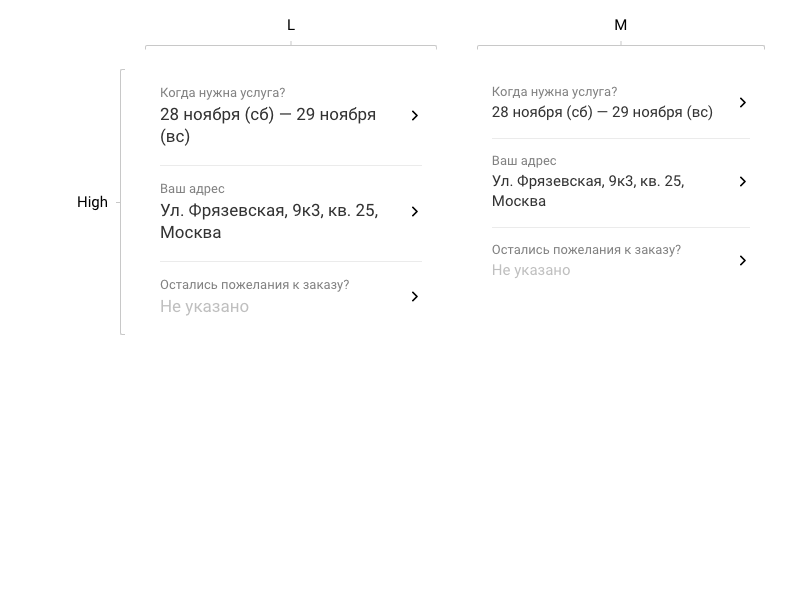 L
M
High
Когда нужна услуга?
28 ноября (сб) — 29 ноября
(вс)
Ваш адрес
Ул. Фрязевская, 9к3, кв. 25,
Москва
Остались пожелания к заказу?
Не указано
Когда нужна услуга?
28 ноября (сб) — 29 ноября (вс)
Ваш адрес
Ул. Фрязевская, 9к3, кв. 25,
Москва
Остались пожелания к заказу?
Не указано